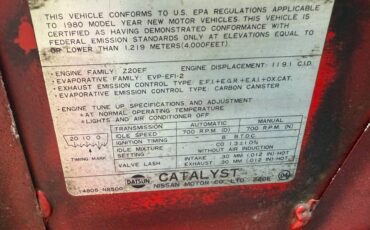 THIS VEHICLE CONFORMS TO U.S. EPA REGULATIONS APPLICABLE
TO 1980 MODEL YEAR NEW MOTOR VEHICLES. THIS VEHICLE IS
CERTIFIED AS HAVING DEMONSTRATED CONFORMANCE WITH
FEDERAL EMISSION STANDARDS ONLY AT ELEVATIONS EQUAL TO
OR LOWER THAN 1,219 METERS (4,000 FEET).
• ENGINE FAMILY: Z20EF ENGINE DISPLACEMENT: 119.1 C.I.D.
• EVAPORATIVE FAMILY: EVP-EFI-2
• EXHAUST EMISSION CONTROL TYPE: E.F.I.+E.G.R.+E.A.I.+OX.CAT.
• EVAPORATIVE EMISSION CONTROL TYPE: CARBON CANISTER
• ENGINE TUNE UP SPECIFICATIONS AND ADJUSTMENT
• AT NORMAL OPERATING TEMPERATURE
• LIGHTS AND AIR CONDITIONER OFF
TRANSMISSION AUTOMATIC MANUAL
IDLE SPEED 700 R.P.M. (D) 700 R.P.M. (N)
IGNITION TIMING B.T.D.C.
IDLE MIXTURE SETTING CO WITHOUT AIR INDUCTION
VALVE LASH INTAKE .30 MM (.012 IN) HOT
EXHAUST .30 MM (.012 IN) HOT
20 10 0
TIMING MARK
DATSUN CATALYST
NISSAN MOTOR CO., LTD.
14805 N8500